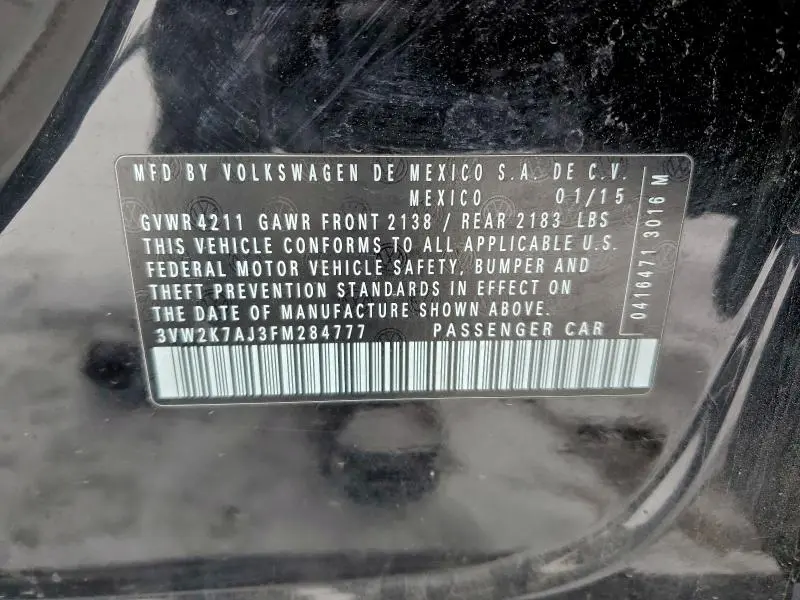 MFD BY VOLKSWAGEN DE MEXICO S.A. DE C.V.
MEXICO 01/15
GVWR 4211 GAWR FRONT 2138 / REAR 2183 LBS
THIS VEHICLE CONFORMS TO ALL APPLICABLE U.S.
FEDERAL MOTOR VEHICLE SAFETY, BUMPER AND
THEFT PREVENTION STANDARDS IN EFFECT ON
THE DATE OF MANUFACTURE SHOWN ABOVE.
3VW2K7AJ3FM284777 PASSENGER CAR
0416471 3016 M